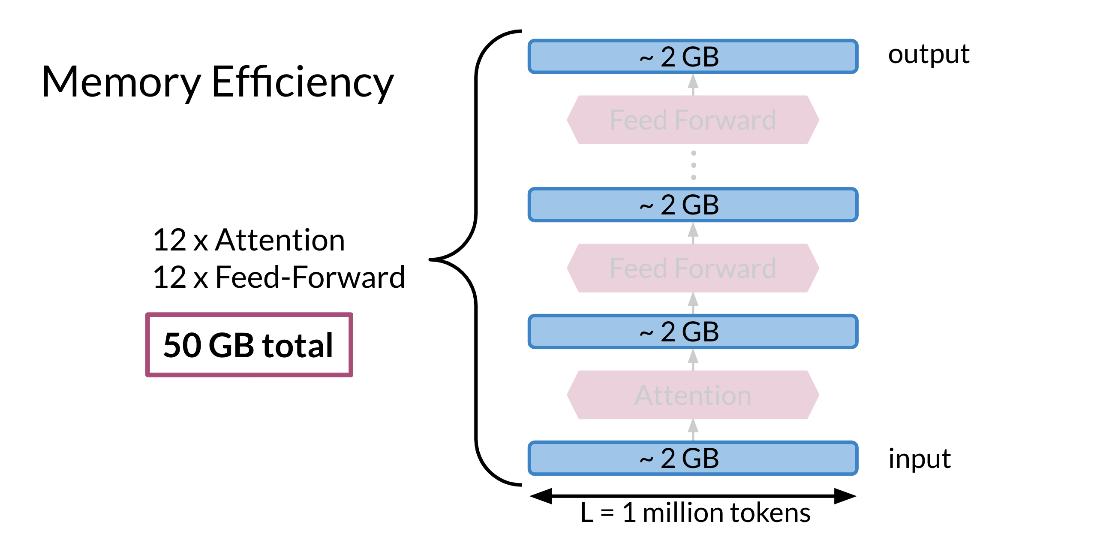 Memory Efficiency
12 x Attention
12 x Feed-Forward
50 GB total
~ 2 GB
output
Feed Forward
~ 2 GB
Feed Forward
~ 2 GB
Attention
~ 2 GB
input
L = 1 million tokens